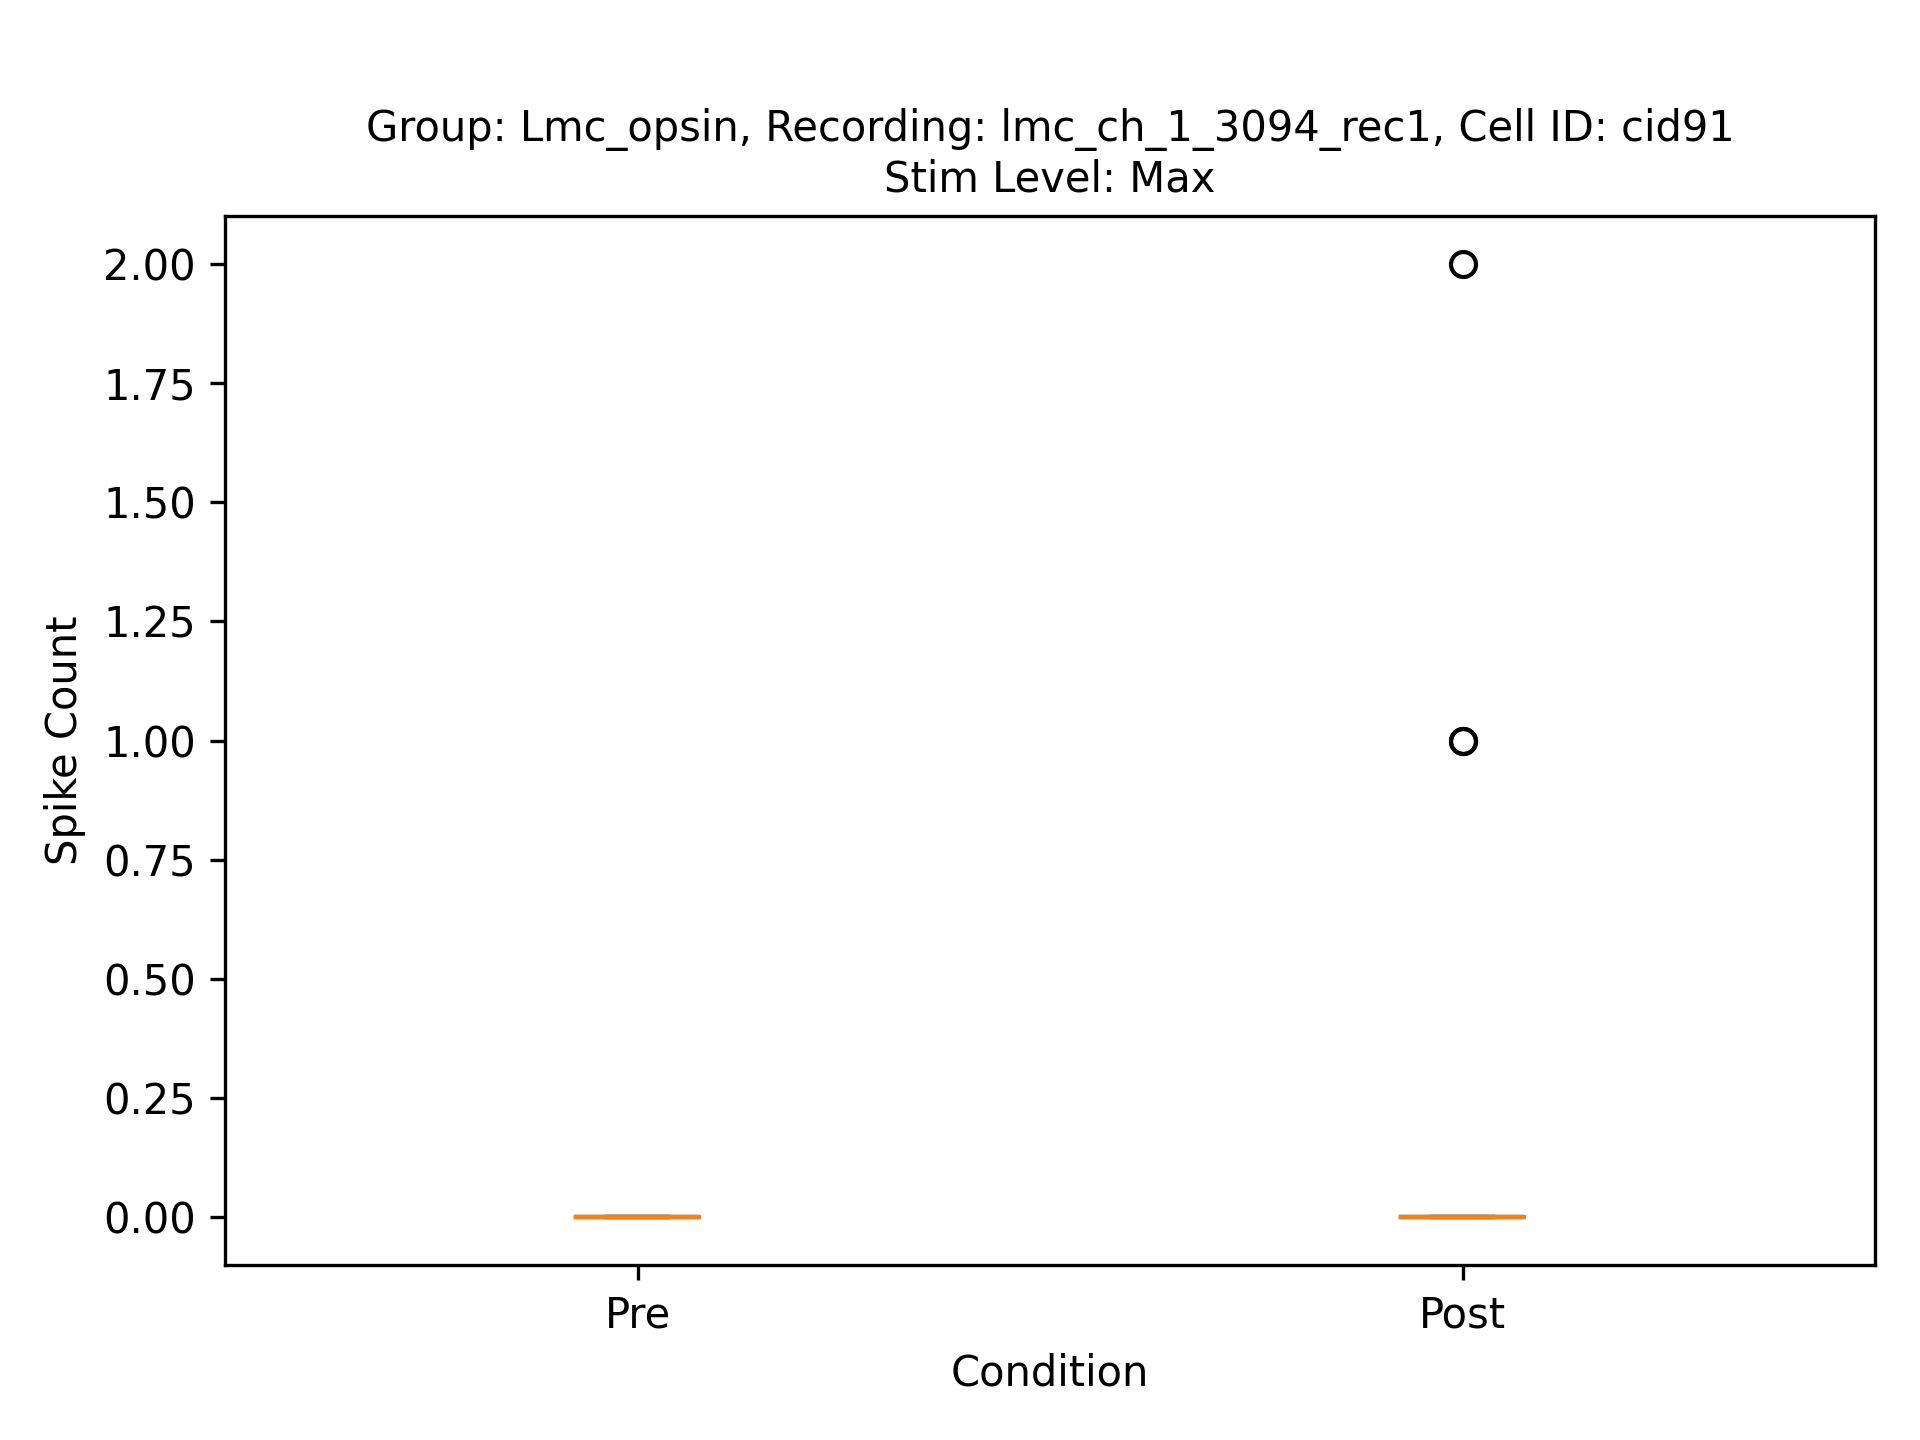 Group: Lmc_opsin, Recording: lmc_ch_1_3094_rec1, Cell ID: cid91
Stim Level: Max
2.00
1.75
1.50
1.25
1.00
0.75
0.50
0.25
0.00
Spike Count
Pre
Post
Condition